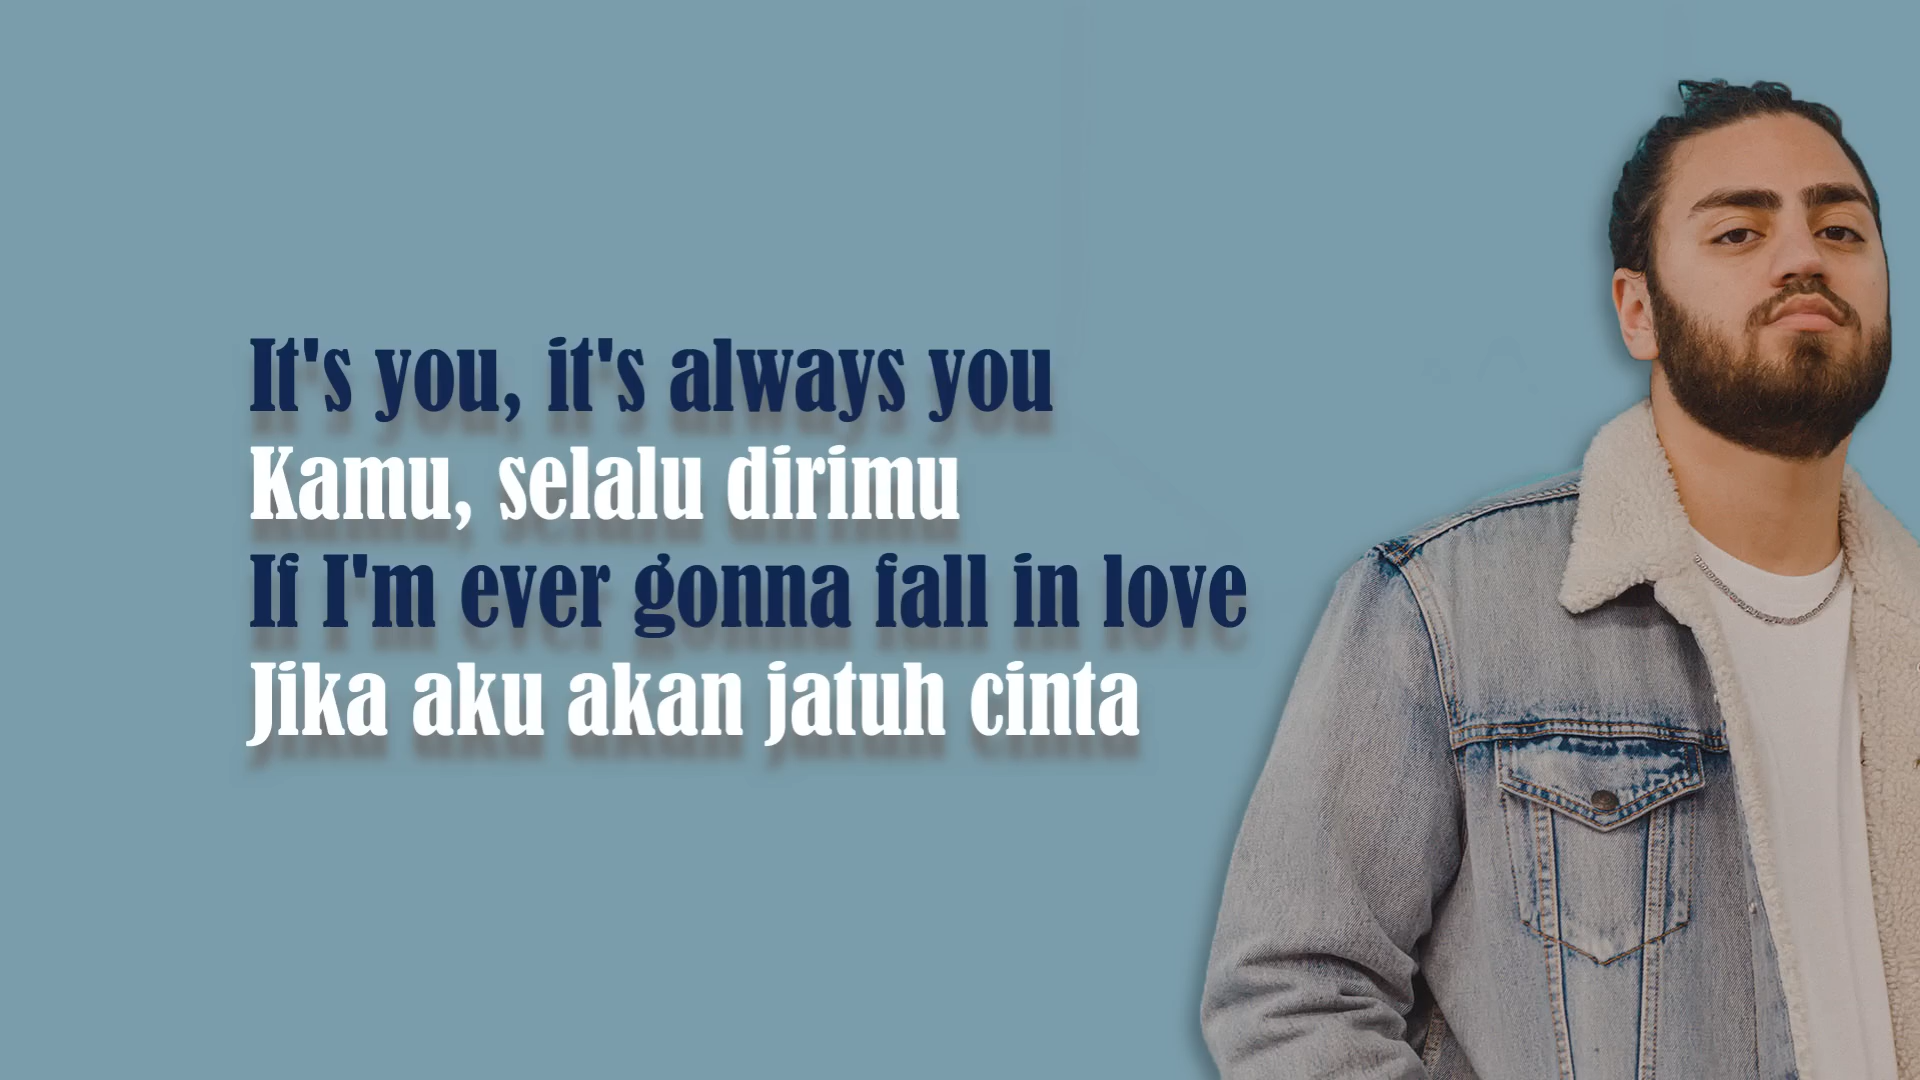 It's you, it's always you
Kamu, selalu dirimu
If I'm ever gonna fall in love
Jika aku akan jatuh cinta